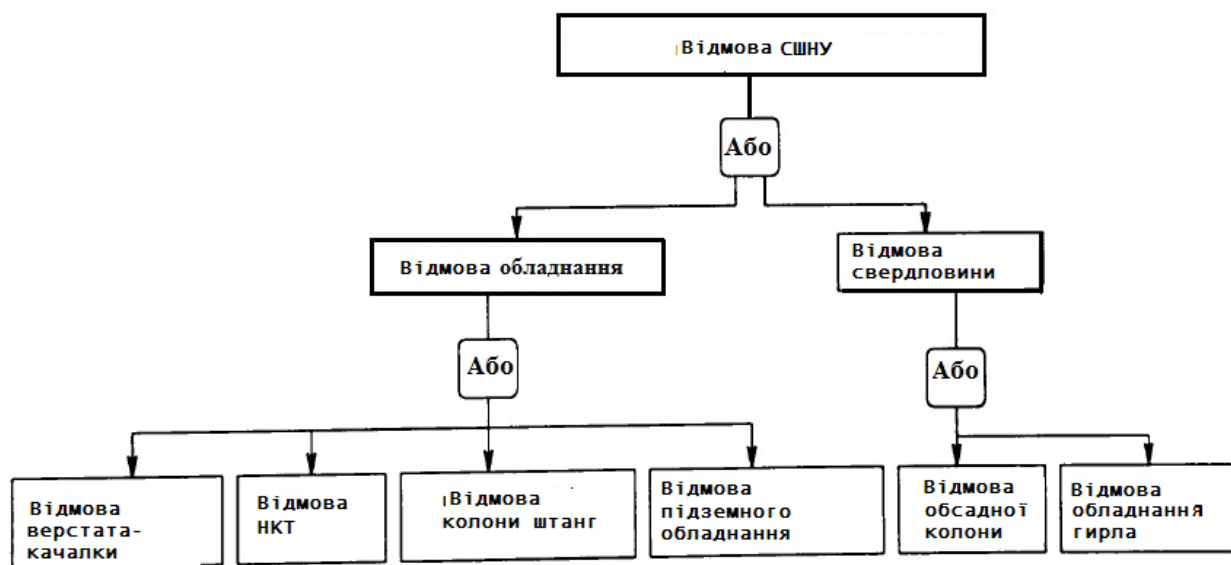 Відмова СШНУ
Або
Відмова обладнання
Відмова
свердловини
Або
Або
Відмова
верстата-
качалки
Відмова
НКТ
Відмова
колони штанг
Відмова
підземного
обладнання
Відмова
обсадної
колони
Відмова
обладнання
гирла